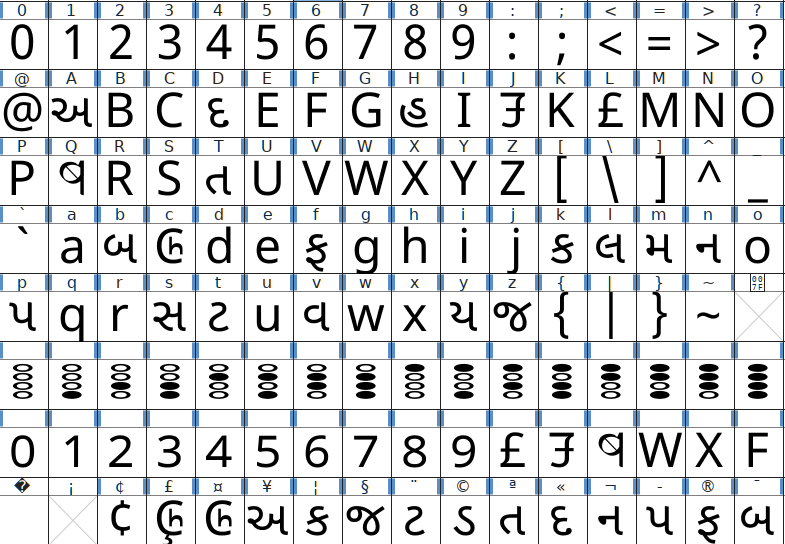 0 1 2 3 4 5 6 7 8 9 : ; < = > ?
0 1 2 3 4 5 6 7 8 9 : ; < = > ?
@ A B C D E F G H I J K L M N O
@ અ B C દ E F G હ I Ɉ K £ M N O
P Q R S T U V W X Y Z [ \ ] ^ _
P R S ત U V W X Y Z [ \ ] ^ _
` a b c d e f g h i j k l m n o
` a બ d e ફ g h i j ક લ મ ન o
p q r s t u v w x y z { | } ~ 007F
પ q r સ ટ u વ w x ય જ { | } ~
0 1 2 3 4 5 6 7 8 9 £ W X F
� ¡ ¢ £ ¤ ¥ ¦ § ¨ © ª « ¬ - ® ¯
¢ અ ક જ ટ ડ ત દ ન પ ફ બ